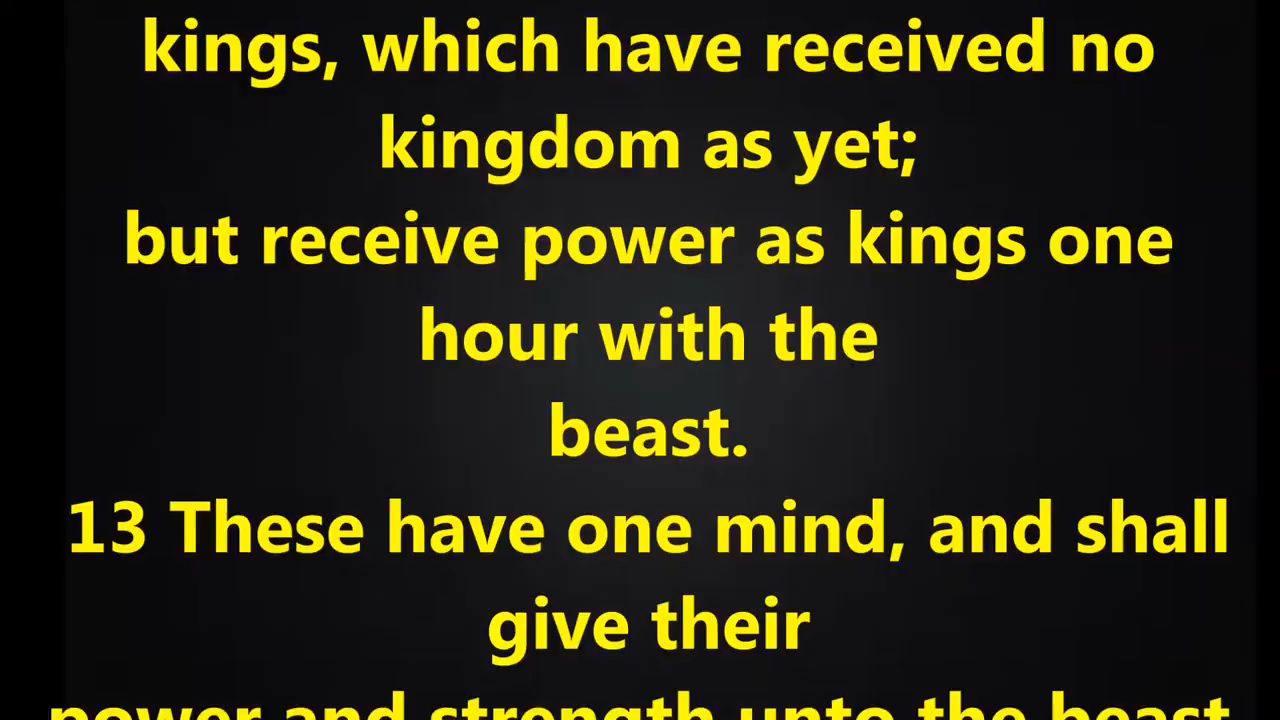 kings, which have received no
kingdom as yet;
but receive power as kings one
hour with the
beast.
13 These have one mind, and shall
give their
power and strength unto the beast